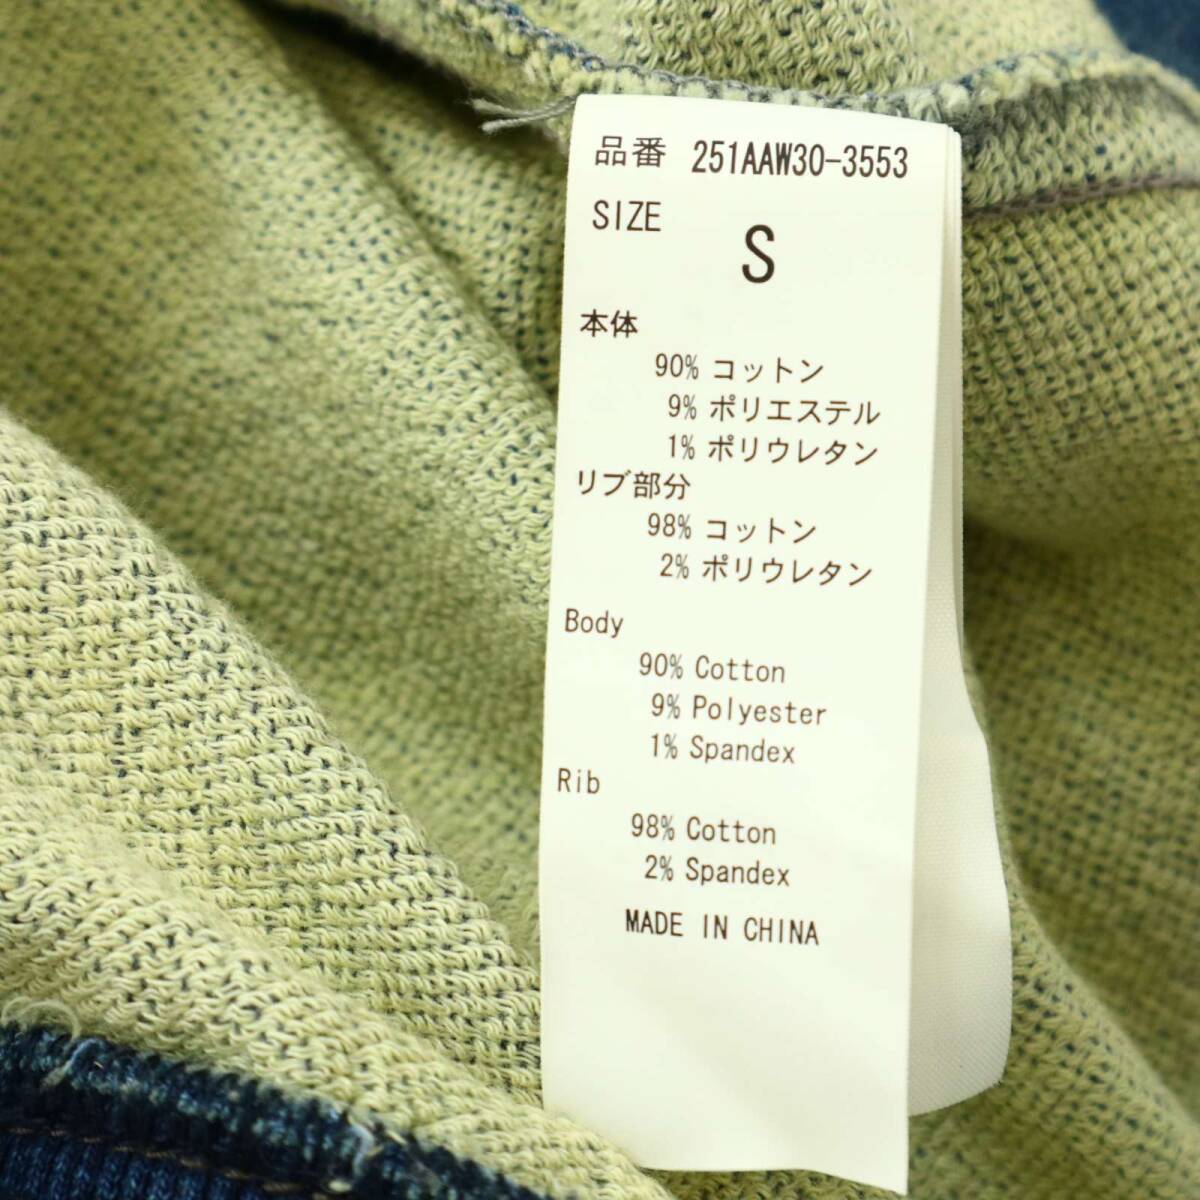 品番 251AAW30-3553
SIZE
S
本体
90% コットン
9% ポリエステル
1% ポリウレタン
リブ部分
98% コットン
2% ポリウレタン
Body
90% Cotton
9% Polyester
1% Spandex
Rib
98% Cotton
2% Spandex
MADE IN CHINA